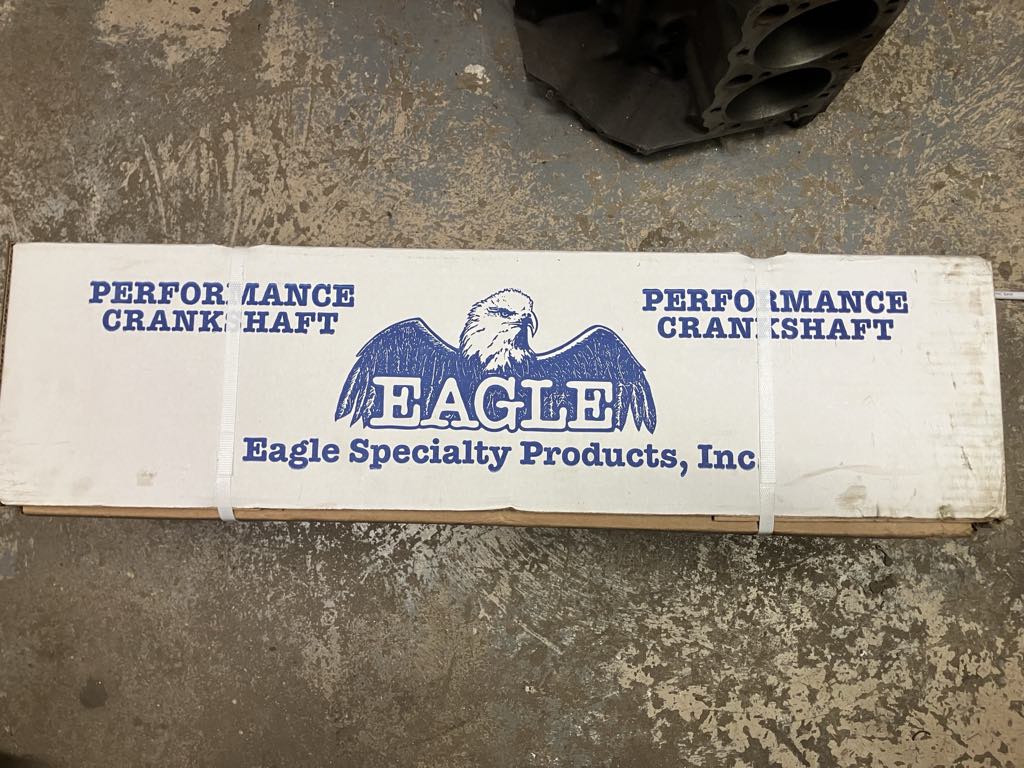 PERFORMANCE
CRANKSHAFT
PERFORMANCE
CRANKSHAFT
EAGLE
Eagle Specialty Products, Inc.